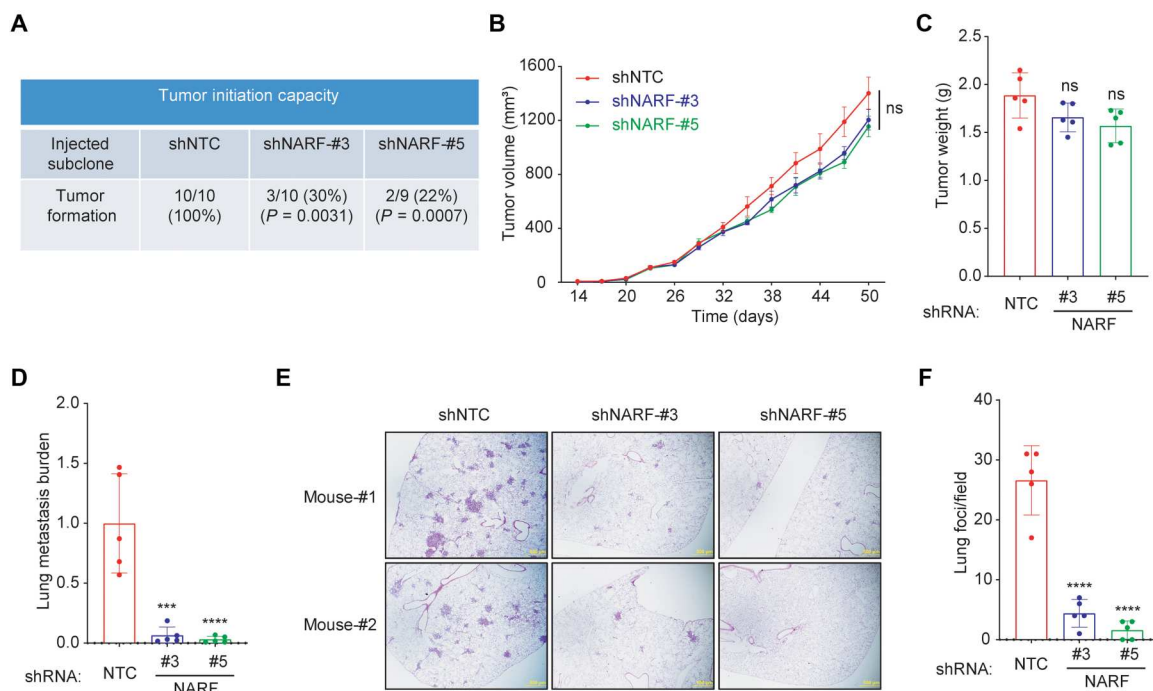 A
Tumor initiation capacity
Injected subclone
shNTC
shNARF-#3
shNARF-#5
Tumor formation
10/10 (100%)
3/10 (30%) (P = 0.0031)
2/9 (22%) (P = 0.0007)
B
shNTC
shNARF-#3
shNARF-#5
Tumor volume (mm³)
1600
1200
800
400
0
14 20 26 32 38 44 50
Time (days)
ns
C
Tumor weight (g)
2.5
2.0
1.5
1.0
0.5
0.0
ns ns
shRNA: NTC #3 #5
NARF
D
Lung metastasis burden
2.0
1.5
1.0
0.5
0.0
*** ****
shRNA: NTC #3 #5
NARF
E
shNTC shNARF-#3 shNARF-#5
Mouse-#1
Mouse-#2
F
Lung foci/field
40
30
20
10
0
**** ****
shRNA: NTC #3 #5
NARF